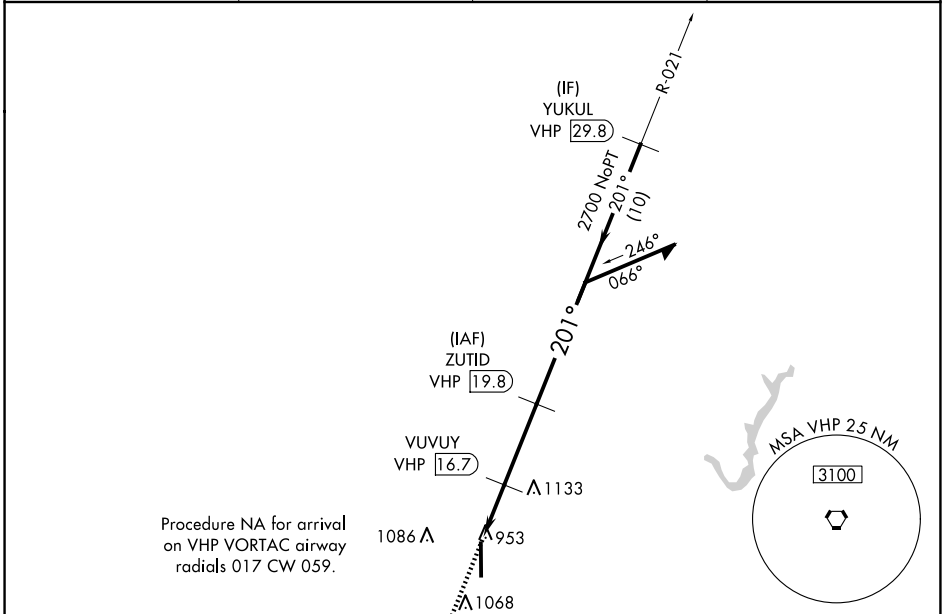 R-021
(IF)
YUKUL
VHP 29.8
2700 NoPT
201°
(10)
246°
066°
201°
(IAF)
ZUTID
VHP 19.8
VUVUY
VHP 16.7
1133
MSA VHP 25 NM
3100
Procedure NA for arrival
on VHP VORTAC airway
radials 017 CW 059.
1086
953
1068